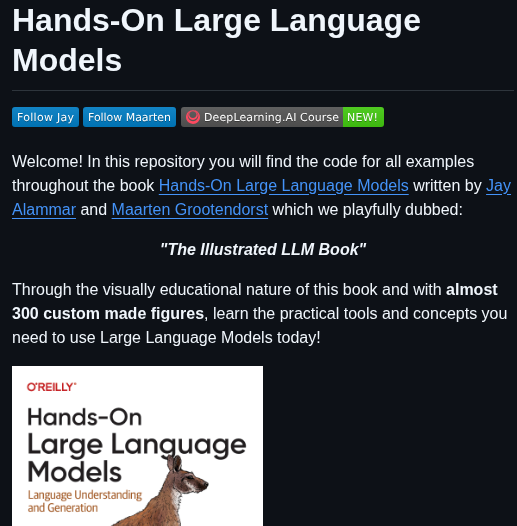 Hands-On Large Language
Models
Follow Jay Follow Maarten DeepLearning.AI Course NEW!
Welcome! In this repository you will find the code for all examples
throughout the book Hands-On Large Language Models written by Jay
Alammar and Maarten Grootendorst which we playfully dubbed:
"The Illustrated LLM Book"
Through the visually educational nature of this book and with almost
300 custom made figures, learn the practical tools and concepts you
need to use Large Language Models today!
O'REILLY®
Hands-On
Large Language
Models
Language Understanding
and Generation